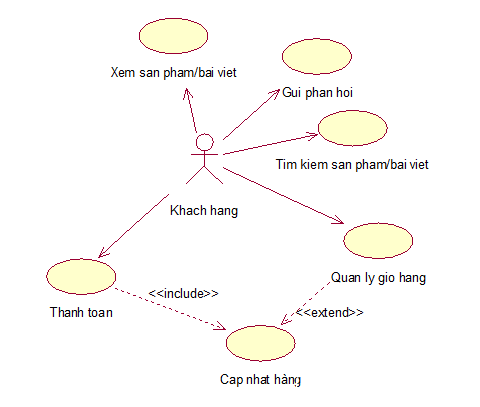 Xem san pham/bai viet
Gui phan hoi
Tim kiem san pham/bai viet
Khach hang
Quan ly gio hang
<<include>>
<<extend>>
Thanh toan
Cap nhat hàng